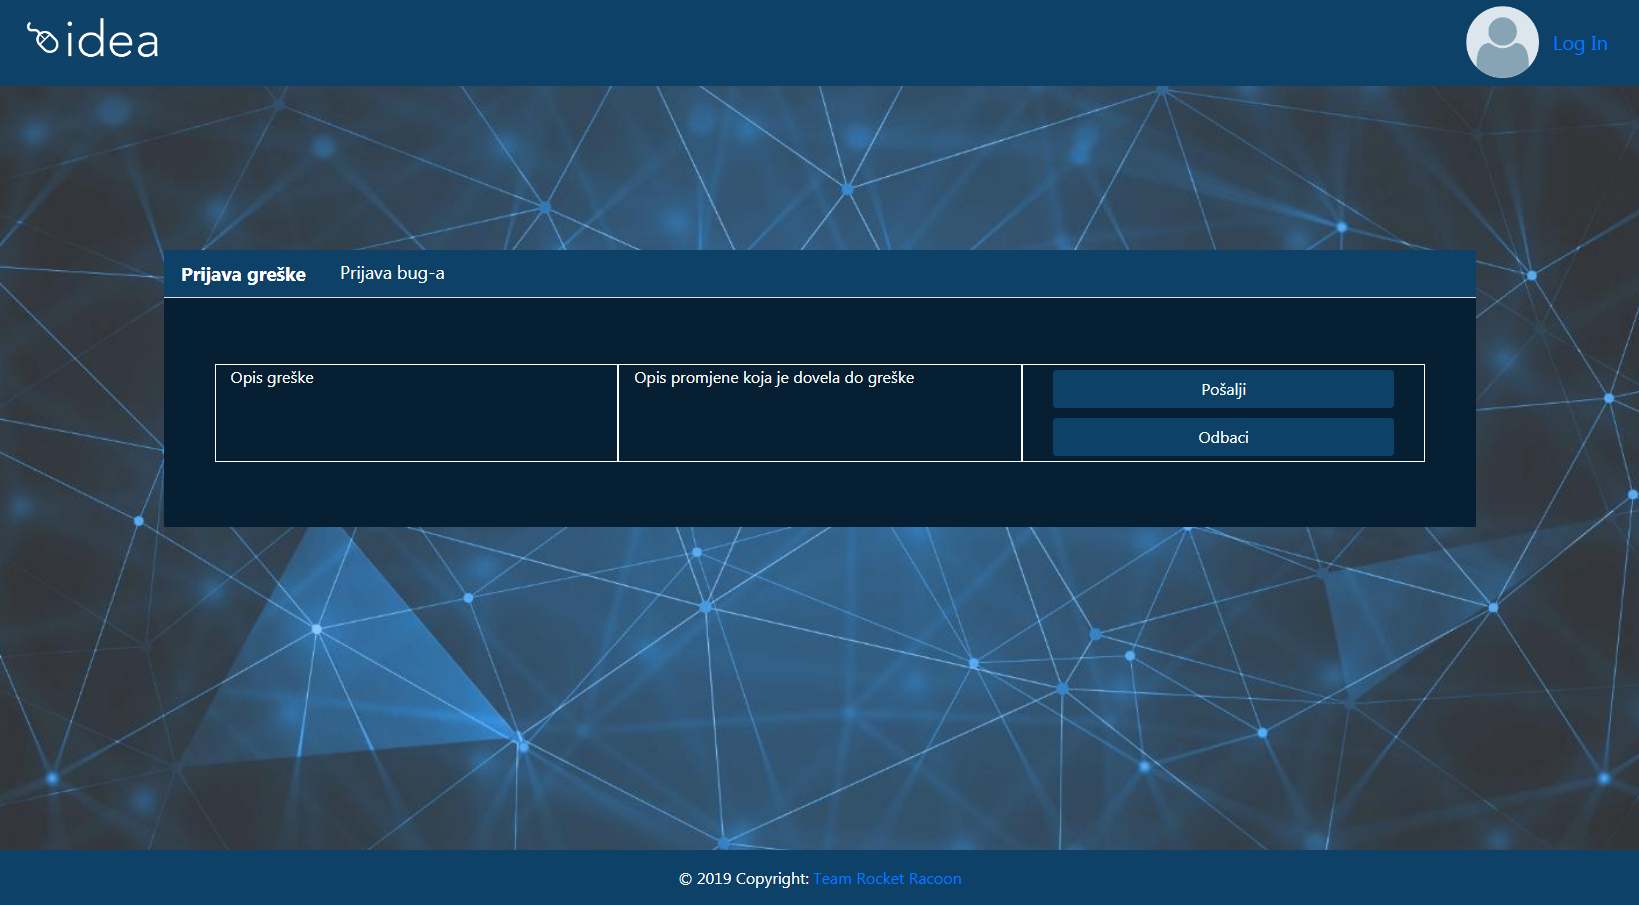 idea
Log In
Prijava greške
Prijava bug-a
Opis greške
Opis promjene koja je dovela do greške
Pošalji
Odbaci
© 2019 Copyright: Team Rocket Racoon